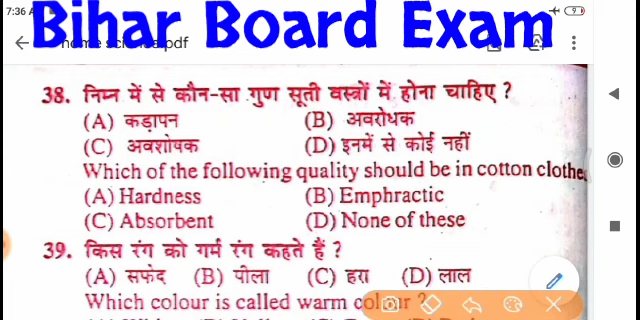 7:36
Bihar Board Exam
38. निम्न में से कौन-सा गुण सूती वस्त्रों में होना चाहिए ?
(A) कड़ापन (B) अवरोधक
(C) अवशोषक (D) इनमें से कोई नहीं
Which of the following quality should be in cotton clothes
(A) Hardness (B) Emphractic
(C) Absorbent (D) None of these
39. किस रंग को गर्म रंग कहते हैं ?
(A) सफेद (B) पीला (C) हरा (D) लाल
Which colour is called warm colour ?